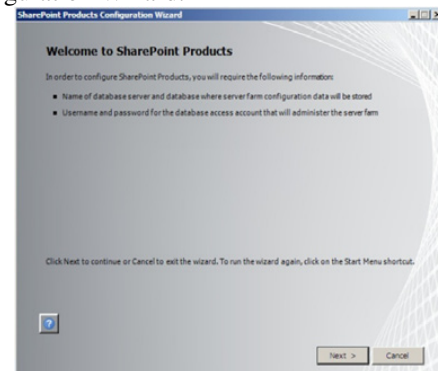 SharePoint Products Configuration Wizard
Welcome to SharePoint Products
In order to configure SharePoint Products, you will require the following information:
Name of database server and database where server farm configuration data will be stored
Username and password for the database access account that will administer the server farm
Click Next to continue or Cancel to exit the wizard. To run the wizard again, click on the Start Menu shortcut.
?
Next >
Cancel